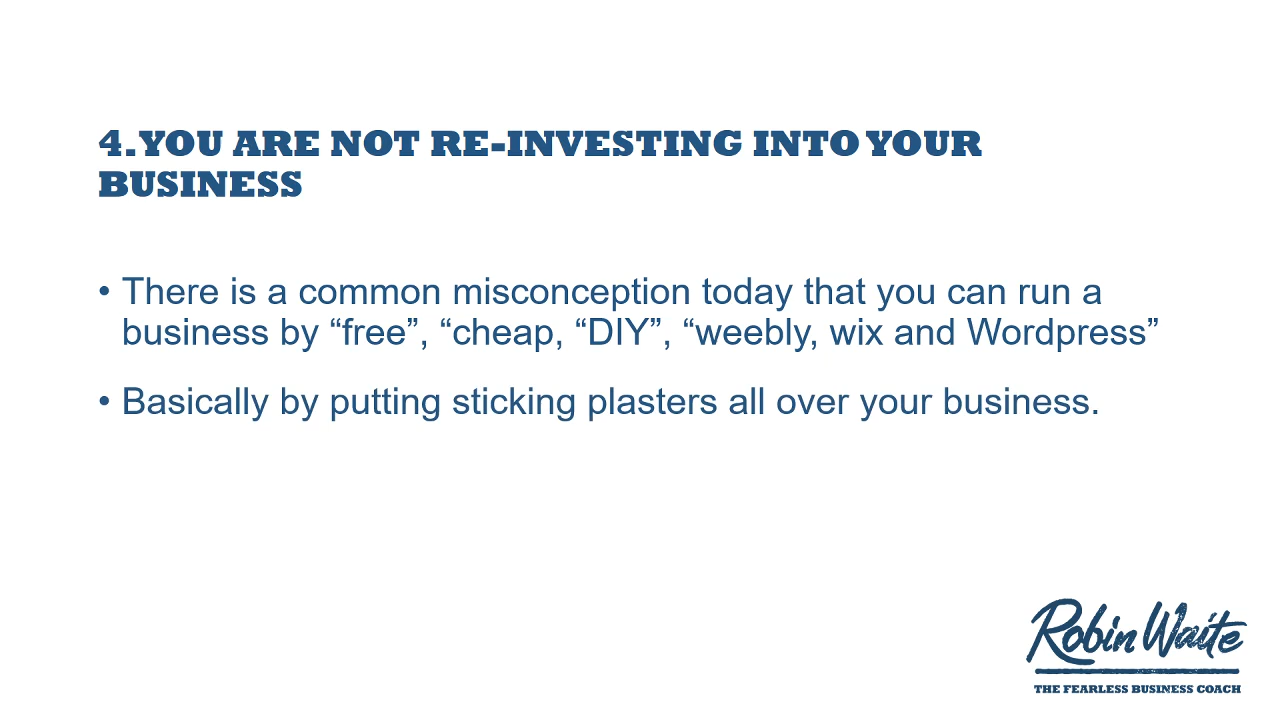 4. YOU ARE NOT RE-INVESTING INTO YOUR
BUSINESS
• There is a common misconception today that you can run a
business by “free”, “cheap, “DIY”, “weebly, wix and Wordpress”
• Basically by putting sticking plasters all over your business.
Robin Waite
THE FEARLESS BUSINESS COACH